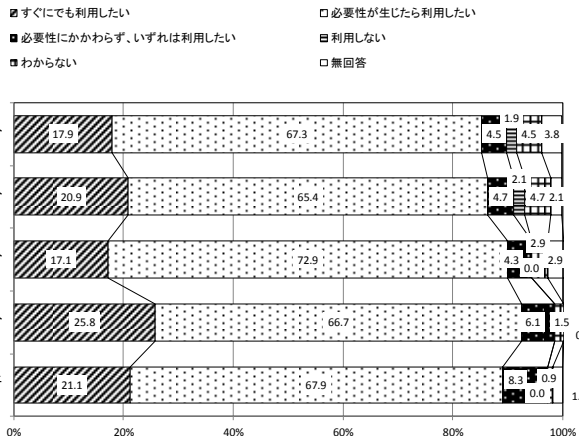 すぐにでも利用したい
必要性が生じたら利用したい
必要性にかかわらず、いずれは利用したい
利用しない
わからない
無回答
17.9 67.3 4.5 1.9 4.5 3.8
20.9 65.4 4.7 2.1 4.7 2.1
17.1 72.9 4.3 0.0 2.9 2.9
25.8 66.7 6.1 1.5
21.1 67.9 8.3 0.0 0.9
0% 20% 40% 60% 80% 100%